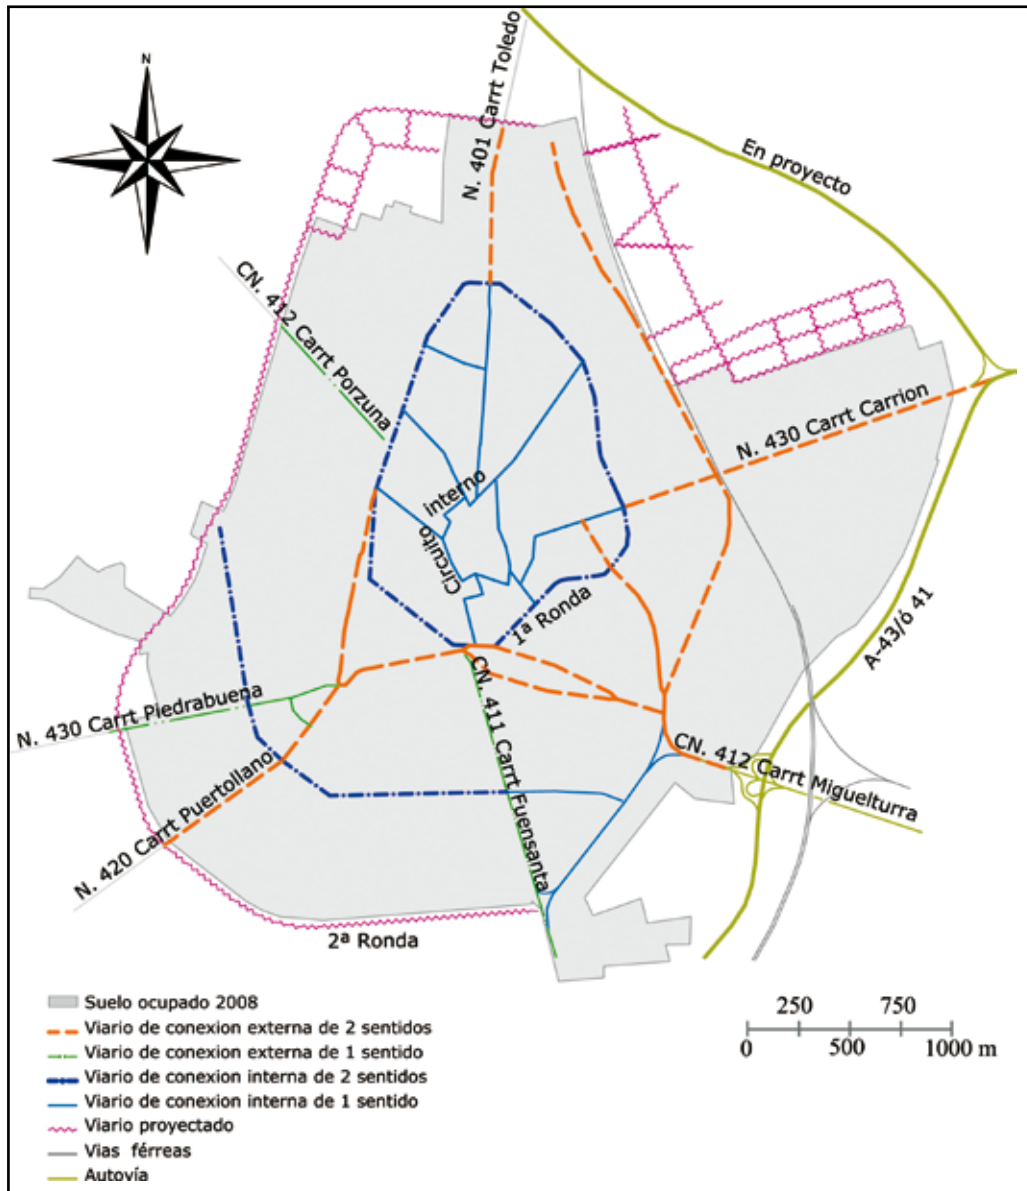 N
N. 401 Carrt Toledo
En proyecto
CN. 412 Carrt Porzuna
N. 430 Carrt Carrion
interno
Circuito
1ª Ronda
A-43/ó 41
N. 430 Carrt Piedrabuena
CN. 411 Carrt Fuensanta
CN. 412 Carrt Miguelturra
N. 420 Carrt Puertollano
2ª Ronda
Suelo ocupado 2008
Viario de conexion externa de 2 sentidos
Viario de conexion externa de 1 sentido
Viario de conexion interna de 2 sentidos
Viario de conexion interna de 1 sentido
Viario proyectado
Vias férreas
Autovía
250 750
0 500 1000 m